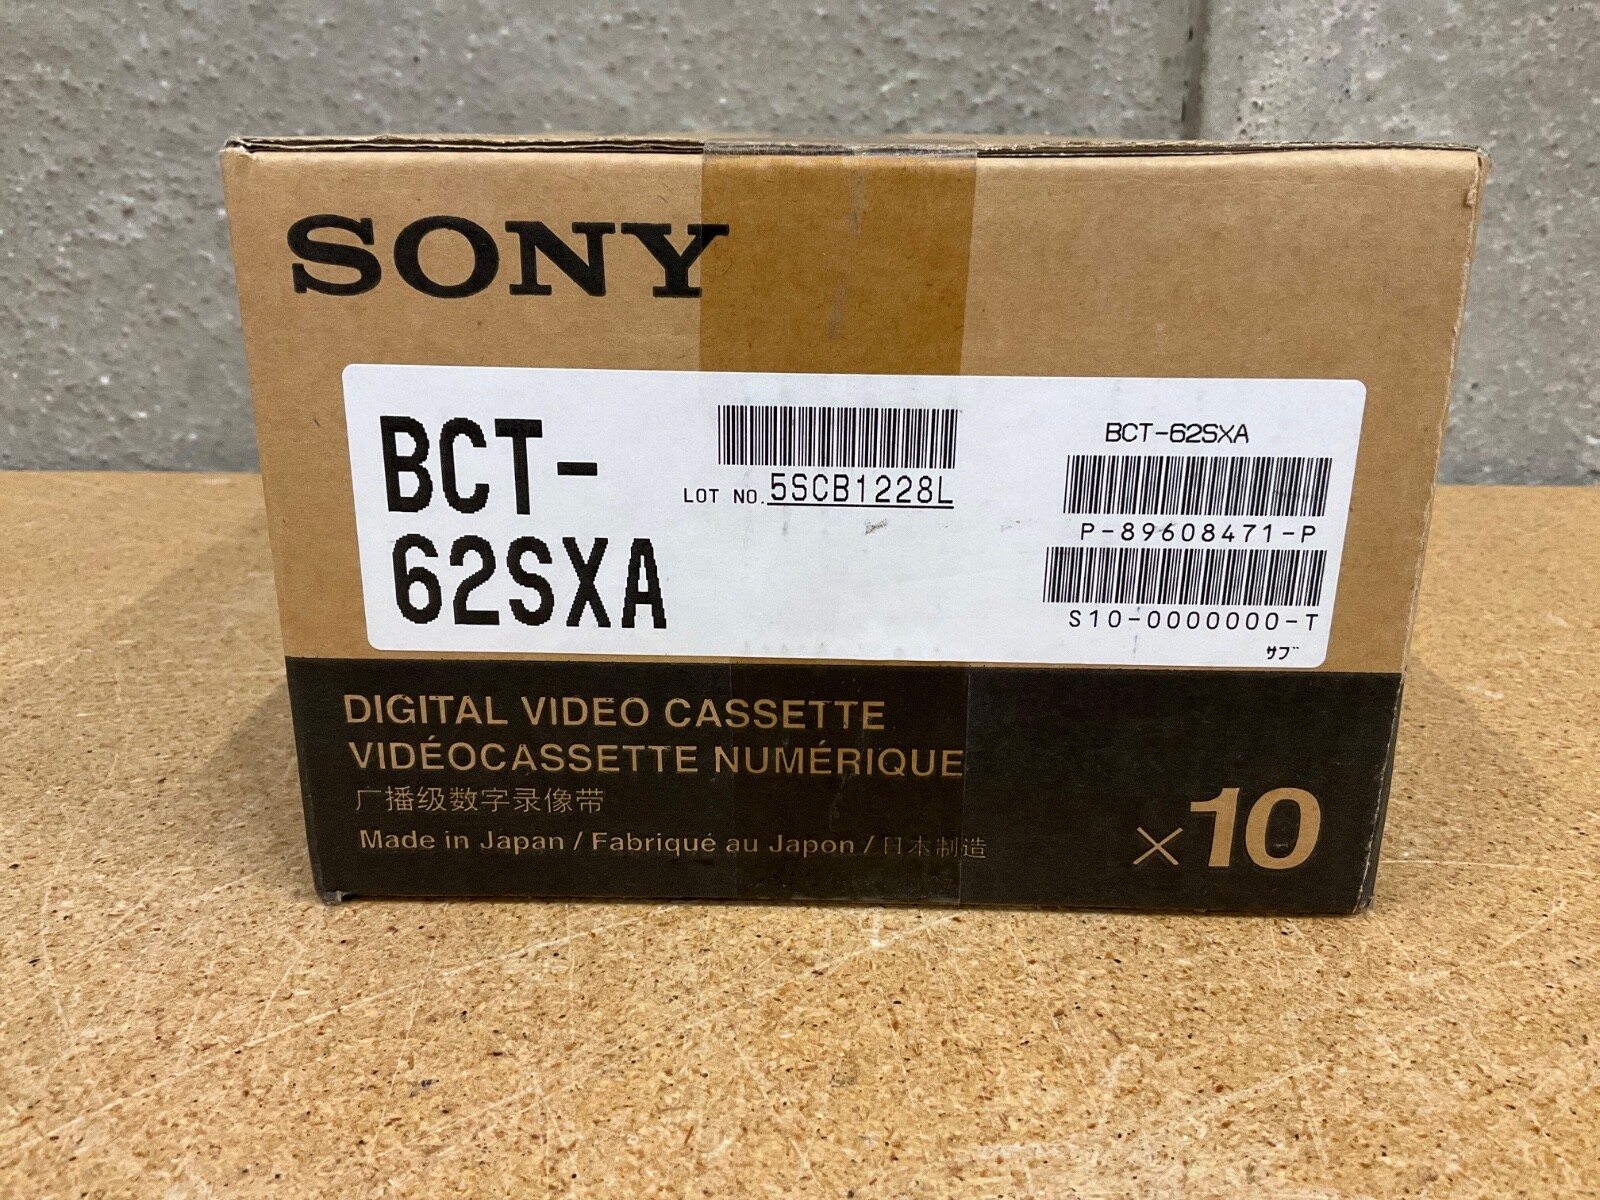 SONY
BCT-
62SXA
LOT NO. 5SCB1228L
BCT-62SXA
P-89608471-P
S10-0000000-T
サブ
DIGITAL VIDEO CASSETTE
VIDÉOCASSETTE NUMÉRIQUE
广播级数字录像带
Made in Japan / Fabriqué au Japon / 日本制造
×10